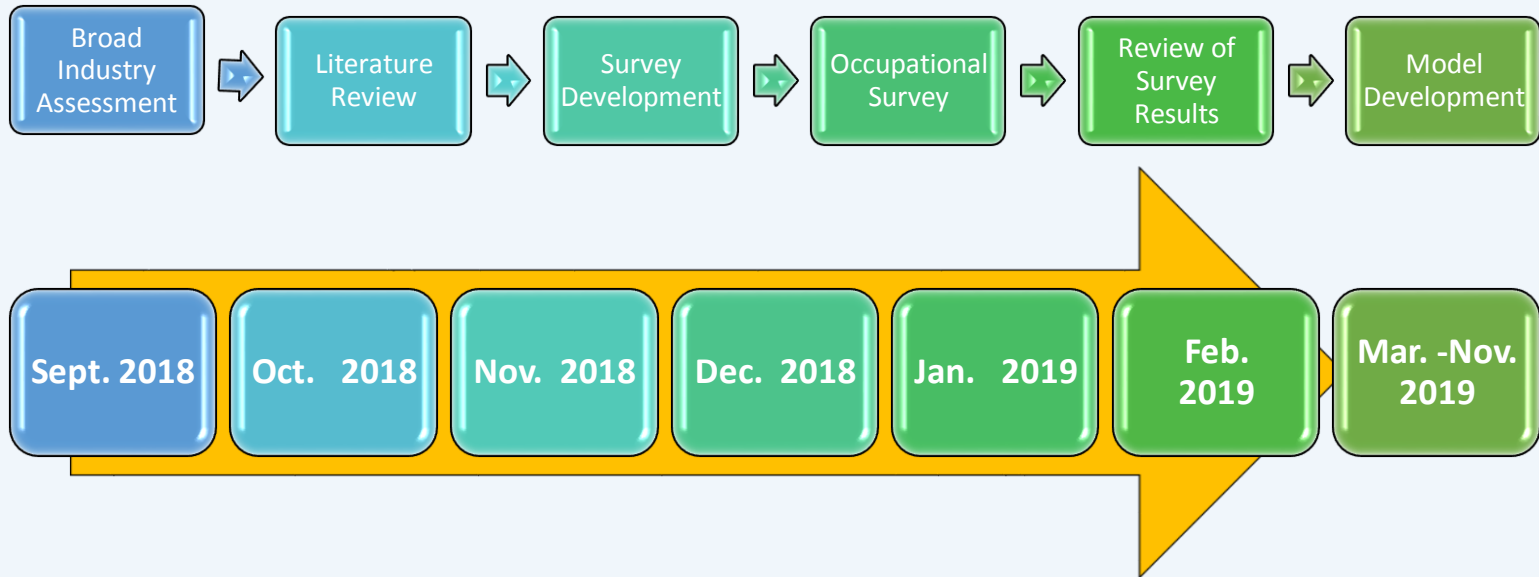 Broad
Industry
Assessment
Literature
Review
Survey
Development
Occupational
Survey
Review of
Survey
Results
Model
Development
Sept. 2018
Oct.   2018
Nov.  2018
Dec.  2018
Jan.   2019
Feb.
2019
Mar. -Nov.
2019